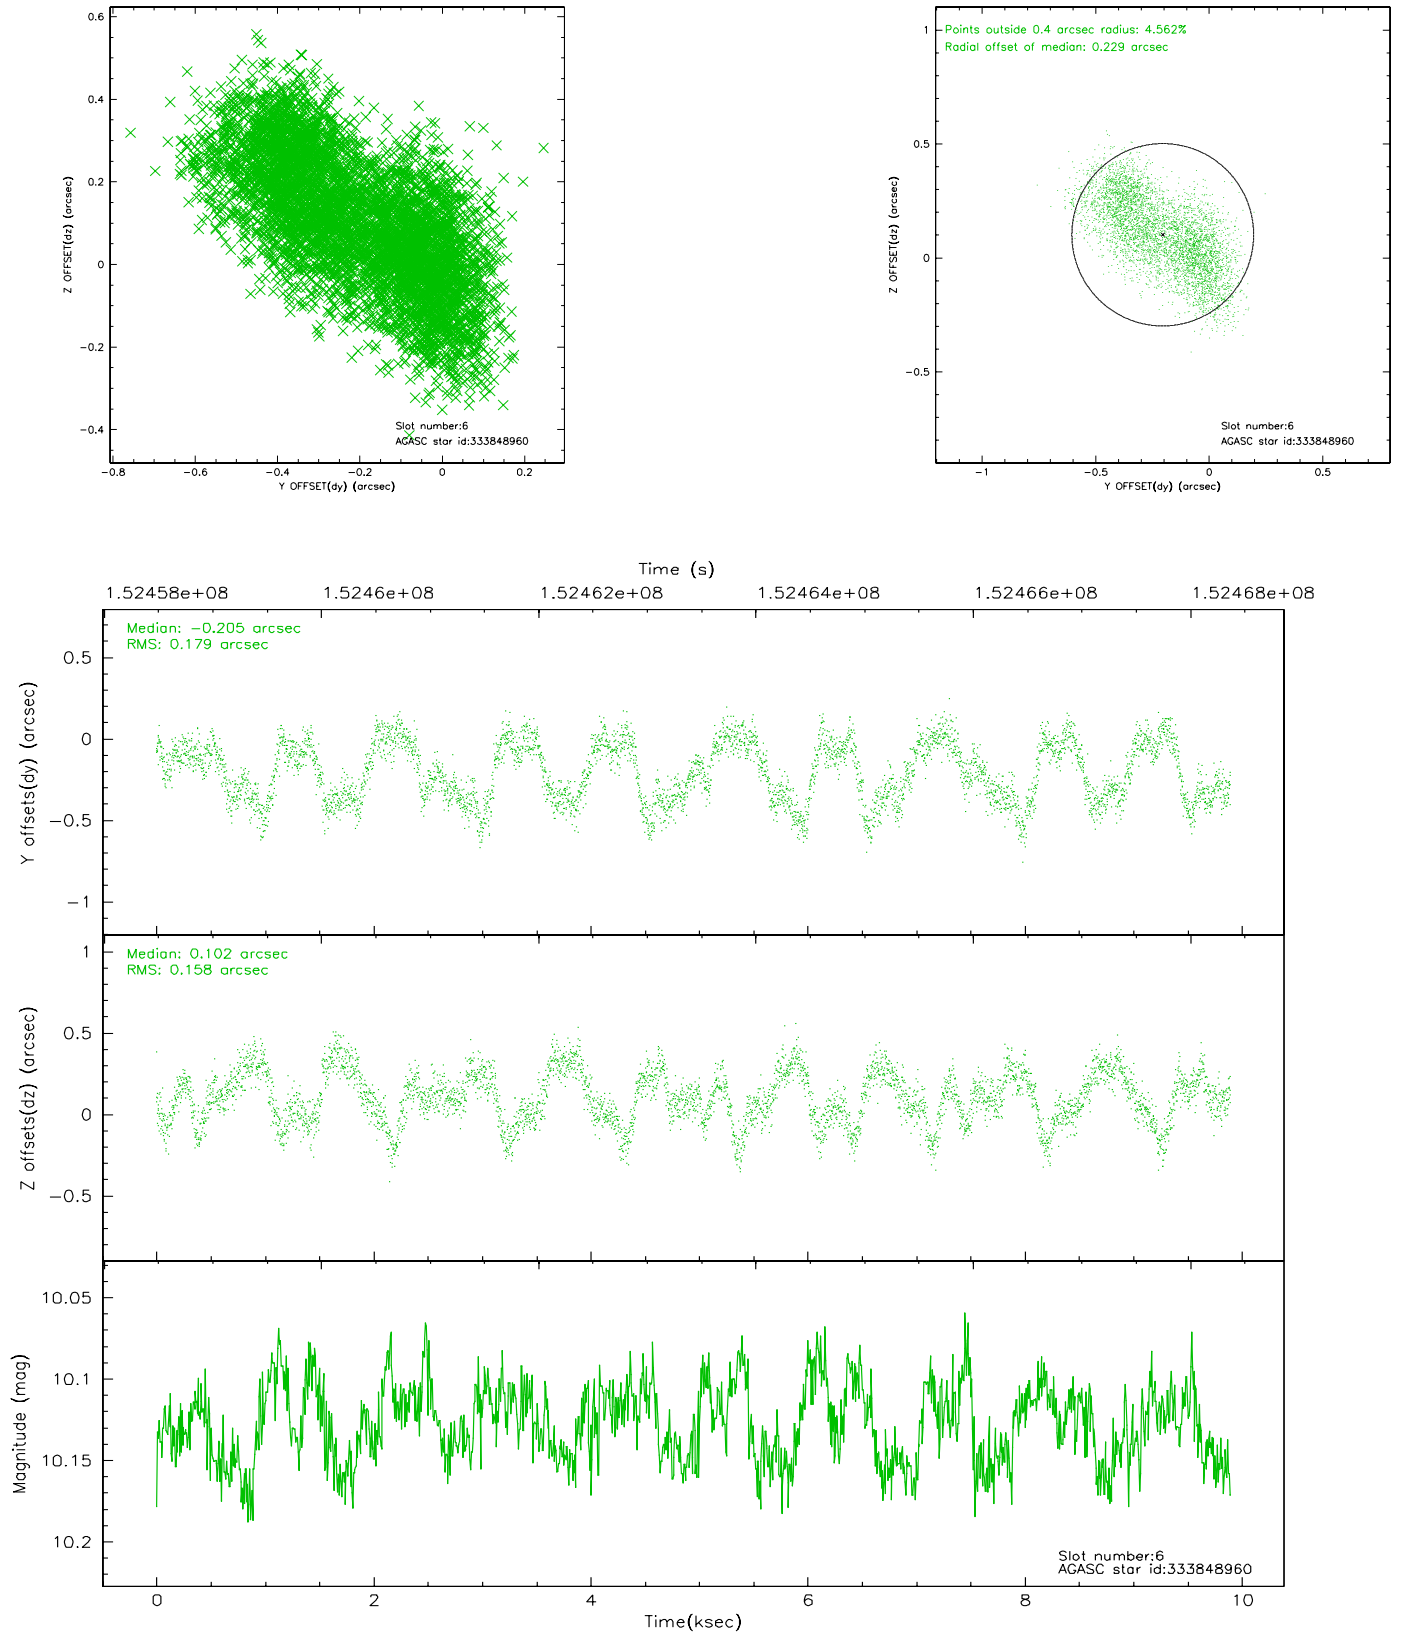 0.6
0.4
0.2
0
−0.2
−0.4
Z OFFSET(dz) (arcsec)
−0.8
−0.6
−0.4
−0.2
0
0.2
Y OFFSET(dy) (arcsec)
Slot number:6
AGASC star id:333848960
Points outside 0.4 arcsec radius: 4.562%
Radial offset of median: 0.229 arcsec
1
0.5
0
−0.5
Z OFFSET(dz) (arcsec)
−1
−0.5
0
0.5
Y OFFSET(dy) (arcsec)
Slot number:6
AGASC star id:333848960
Time (s)
1.52458e+08
1.5246e+08
1.52462e+08
1.52464e+08
1.52466e+08
1.52468e+08
Median: −0.205 arcsec
RMS: 0.179 arcsec
0.5
0
−0.5
−1
Y offsets(dy) (arcsec)
Median: 0.102 arcsec
RMS: 0.158 arcsec
1
0.5
0
−0.5
Z offsets(dz) (arcsec)
10.05
10.1
10.15
10.2
Magnitude (mag)
Slot number:6
AGASC star id:333848960
0
2
4
6
8
10
Time(ksec)